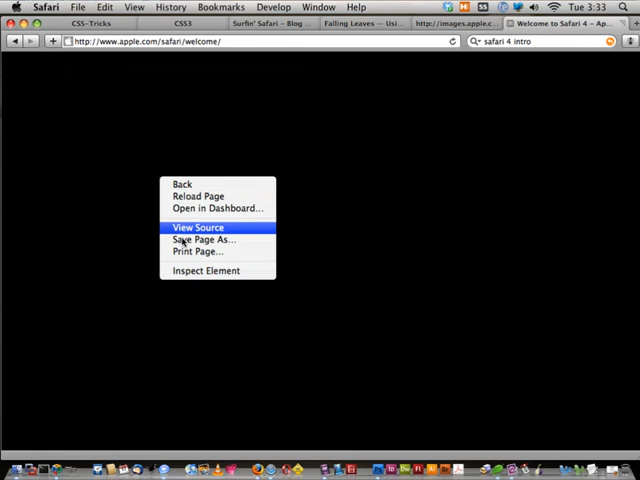 Safari File Edit View History Bookmarks Develop Window Help Tue 3:33
CSS-Tricks CSS3 Surfin' Safari - Blog ... Falling Leaves — Usi... http://images.apple.c... Welcome to Safari 4 - Ap...
http://www.apple.com/safari/welcome/ safari 4 intro
Back
Reload Page
Open in Dashboard...
View Source
Save Page As...
Print Page...
Inspect Element